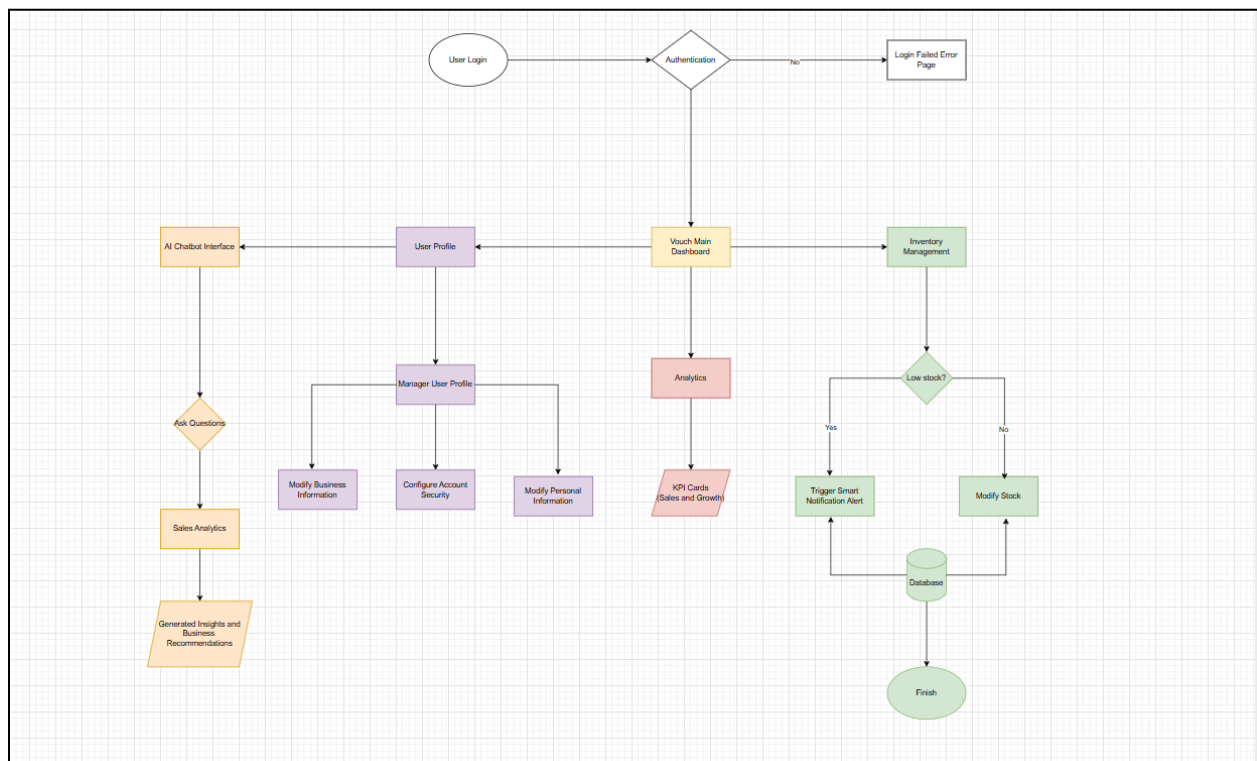 User Login
Authentication
No
Login Failed Error
Page
AI Chatbot Interface
User Profile
Vouch Main
Dashboard
Inventory
Management
Manager User Profile
Analytics
Low stock?
Ask Questions
Yes
No
Modify Business
Information
Configure Account
Security
Modify Personal
Information
KPI Cards
(Sales and Growth)
Trigger Smart
Notification Alert
Modify Stock
Sales Analytics
Database
Generated Insights and
Business
Recommendations
Finish